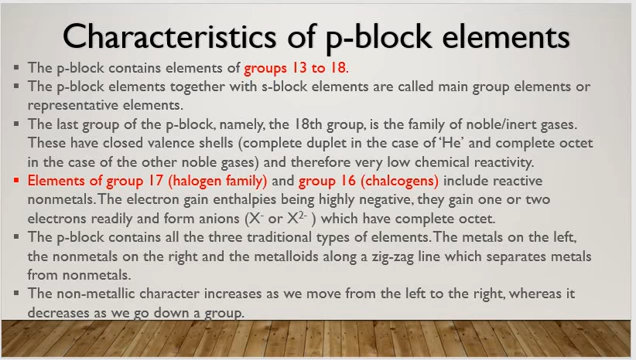 Characteristics of p-block elements
▪ The p-block contains elements of groups 13 to 18.
▪ The p-block elements together with s-block elements are called main group elements or
representative elements.
▪ The last group of the p-block, namely, the 18th group, is the family of noble/inert gases.
These have closed valence shells (complete duplet in the case of ‘He’ and complete octet
in the case of the other noble gases) and therefore very low chemical reactivity.
▪ Elements of group 17 (halogen family) and group 16 (chalcogens) include reactive
nonmetals. The electron gain enthalpies being highly negative, they gain one or two
electrons readily and form anions (X⁻ or X²⁻ ) which have complete octet.
▪ The p-block contains all the three traditional types of elements. The metals on the left,
the nonmetals on the right and the metalloids along a zig-zag line which separates metals
from nonmetals.
▪ The non-metallic character increases as we move from the left to the right, whereas it
decreases as we go down a group.